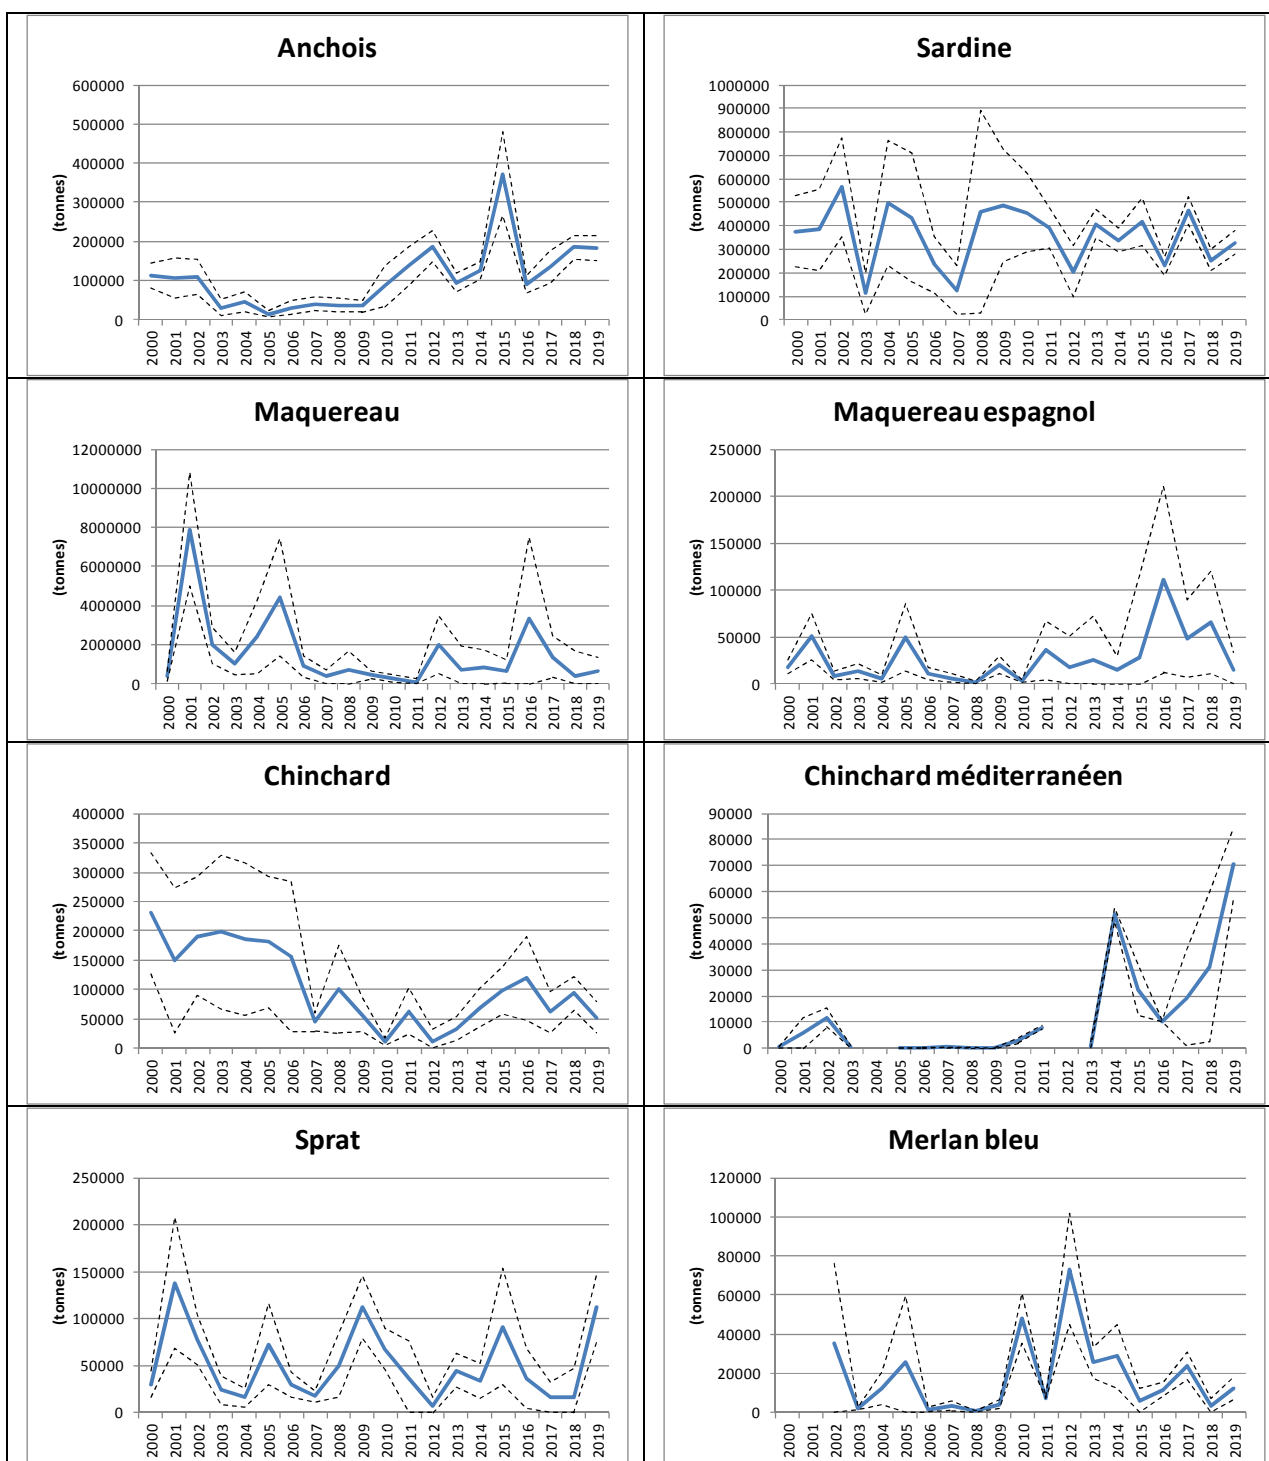 Anchois
600000
500000
400000
300000
200000
100000
0
(tonnes)
2000 2001 2002 2003 2004 2005 2006 2007 2008 2009 2010 2011 2012 2013 2014 2015 2016 2017 2018 2019
Sardine
1000000
900000
800000
700000
600000
500000
400000
300000
200000
100000
0
(tonnes)
2000 2001 2002 2003 2004 2005 2006 2007 2008 2009 2010 2011 2012 2013 2014 2015 2016 2017 2018 2019
Maquereau
12000000
10000000
8000000
6000000
4000000
2000000
0
(tonnes)
2000 2001 2002 2003 2004 2005 2006 2007 2008 2009 2010 2011 2012 2013 2014 2015 2016 2017 2018 2019
Maquereau espagnol
250000
200000
150000
100000
50000
0
(tonnes)
2000 2001 2002 2003 2004 2005 2006 2007 2008 2009 2010 2011 2012 2013 2014 2015 2016 2017 2018 2019
Chinchard
400000
350000
300000
250000
200000
150000
100000
50000
0
(tonnes)
2000 2001 2002 2003 2004 2005 2006 2007 2008 2009 2010 2011 2012 2013 2014 2015 2016 2017 2018 2019
Chinchard méditerranéen
90000
80000
70000
60000
50000
40000
30000
20000
10000
0
(tonnes)
2000 2001 2002 2003 2004 2005 2006 2007 2008 2009 2010 2011 2012 2013 2014 2015 2016 2017 2018 2019
Sprat
250000
200000
150000
100000
50000
0
(tonnes)
2000 2001 2002 2003 2004 2005 2006 2007 2008 2009 2010 2011 2012 2013 2014 2015 2016 2017 2018 2019
Merlan bleu
120000
100000
80000
60000
40000
20000
0
(tonnes)
2000 2001 2002 2003 2004 2005 2006 2007 2008 2009 2010 2011 2012 2013 2014 2015 2016 2017 2018 2019